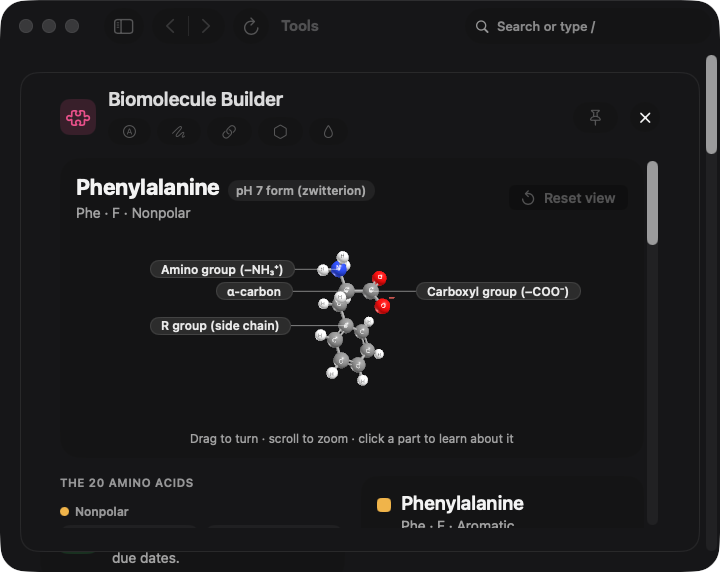 Tools
Search or type /
Biomolecule Builder
Phenylalanine
pH 7 form (zwitterion)
Phe · F · Nonpolar
Reset view
Amino group (–NH₃⁺)
α-carbon
Carboxyl group (–COO⁻)
R group (side chain)
Drag to turn · scroll to zoom · click a part to learn about it
THE 20 AMINO ACIDS
Nonpolar
Phenylalanine
Phe · F · Aromatic
due dates.